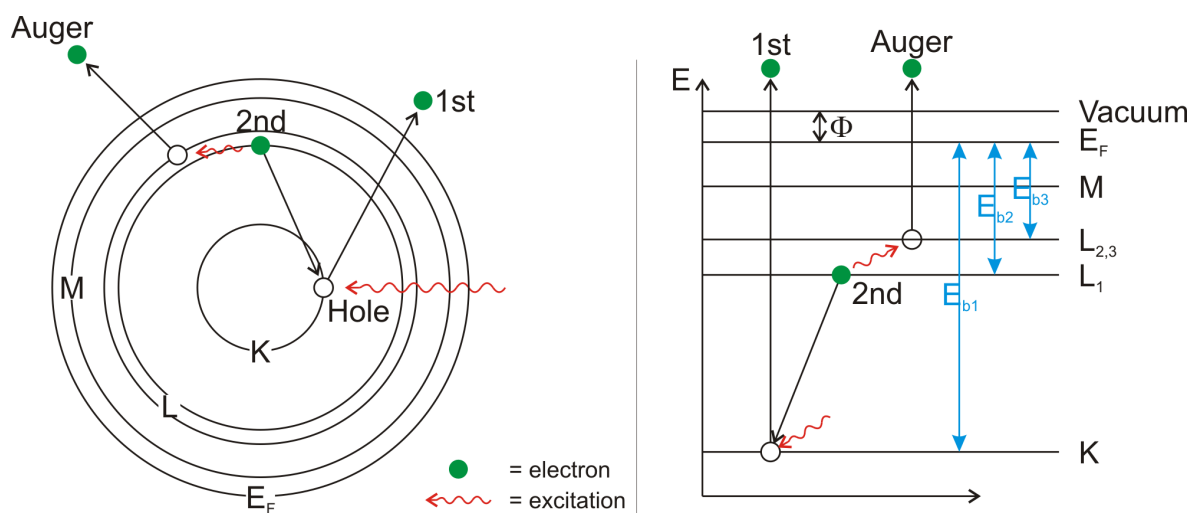 Auger
1st
2nd
M
Hole
K
L
E_F
= electron
= excitation
1st
Auger
E
Vacuum
Φ
E_F
M
E_b3
E_b2
L_2,3
L_1
2nd
E_b1
K